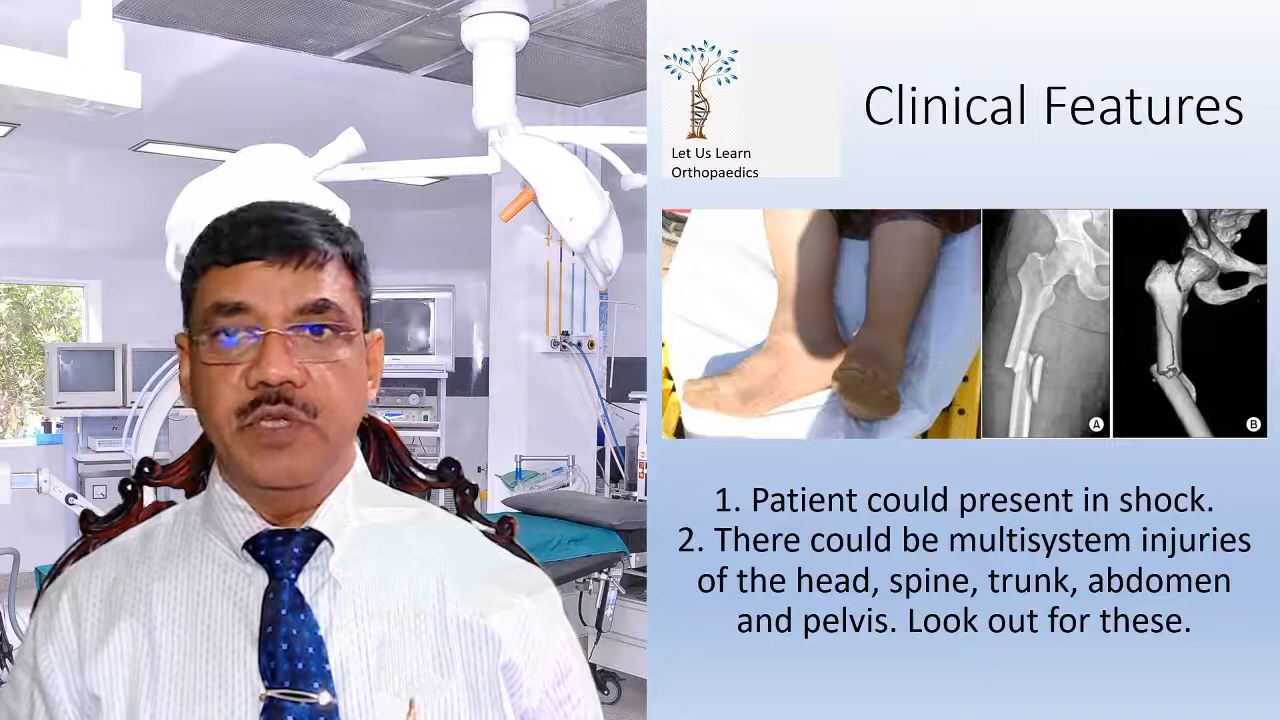 Let Us Learn
Orthopaedics
Clinical Features
A
B
1. Patient could present in shock.
2. There could be multisystem injuries
of the head, spine, trunk, abdomen
and pelvis. Look out for these.